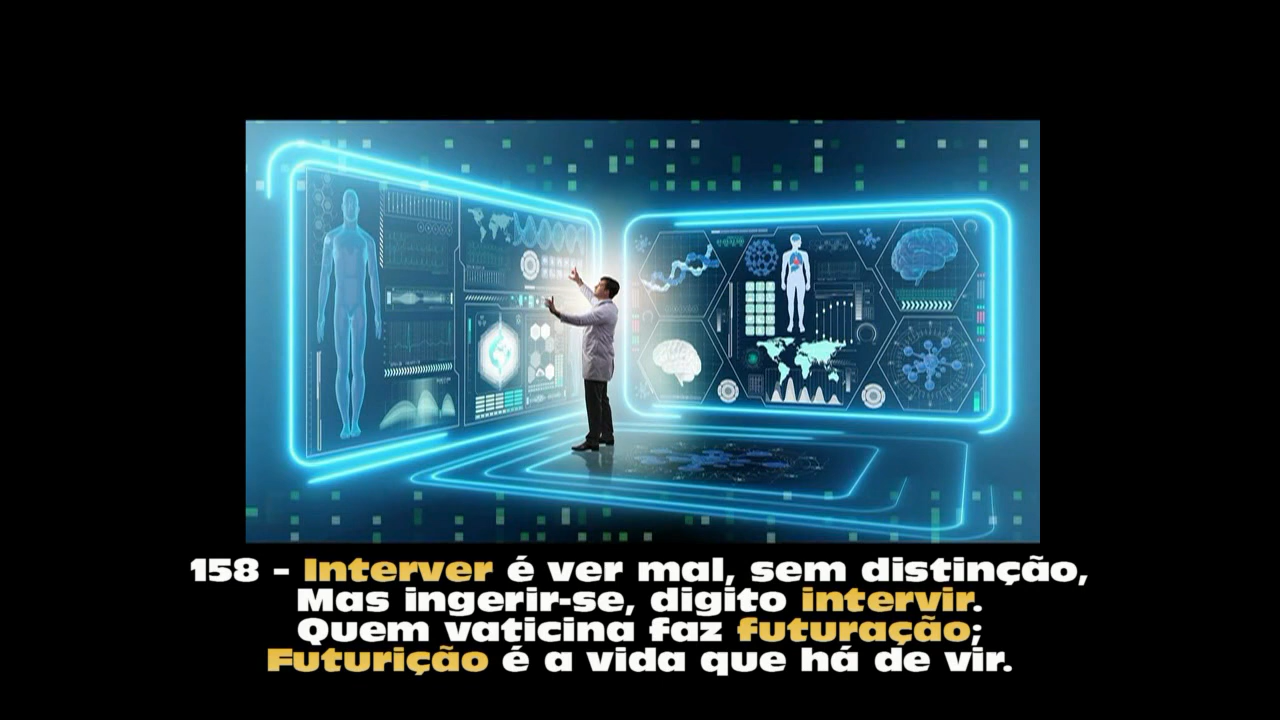 158 - Interver é ver mal, sem distinção,
Mas ingerir-se, digito intervir.
Quem vaticina faz futuração;
Futurição é a vida que há de vir.